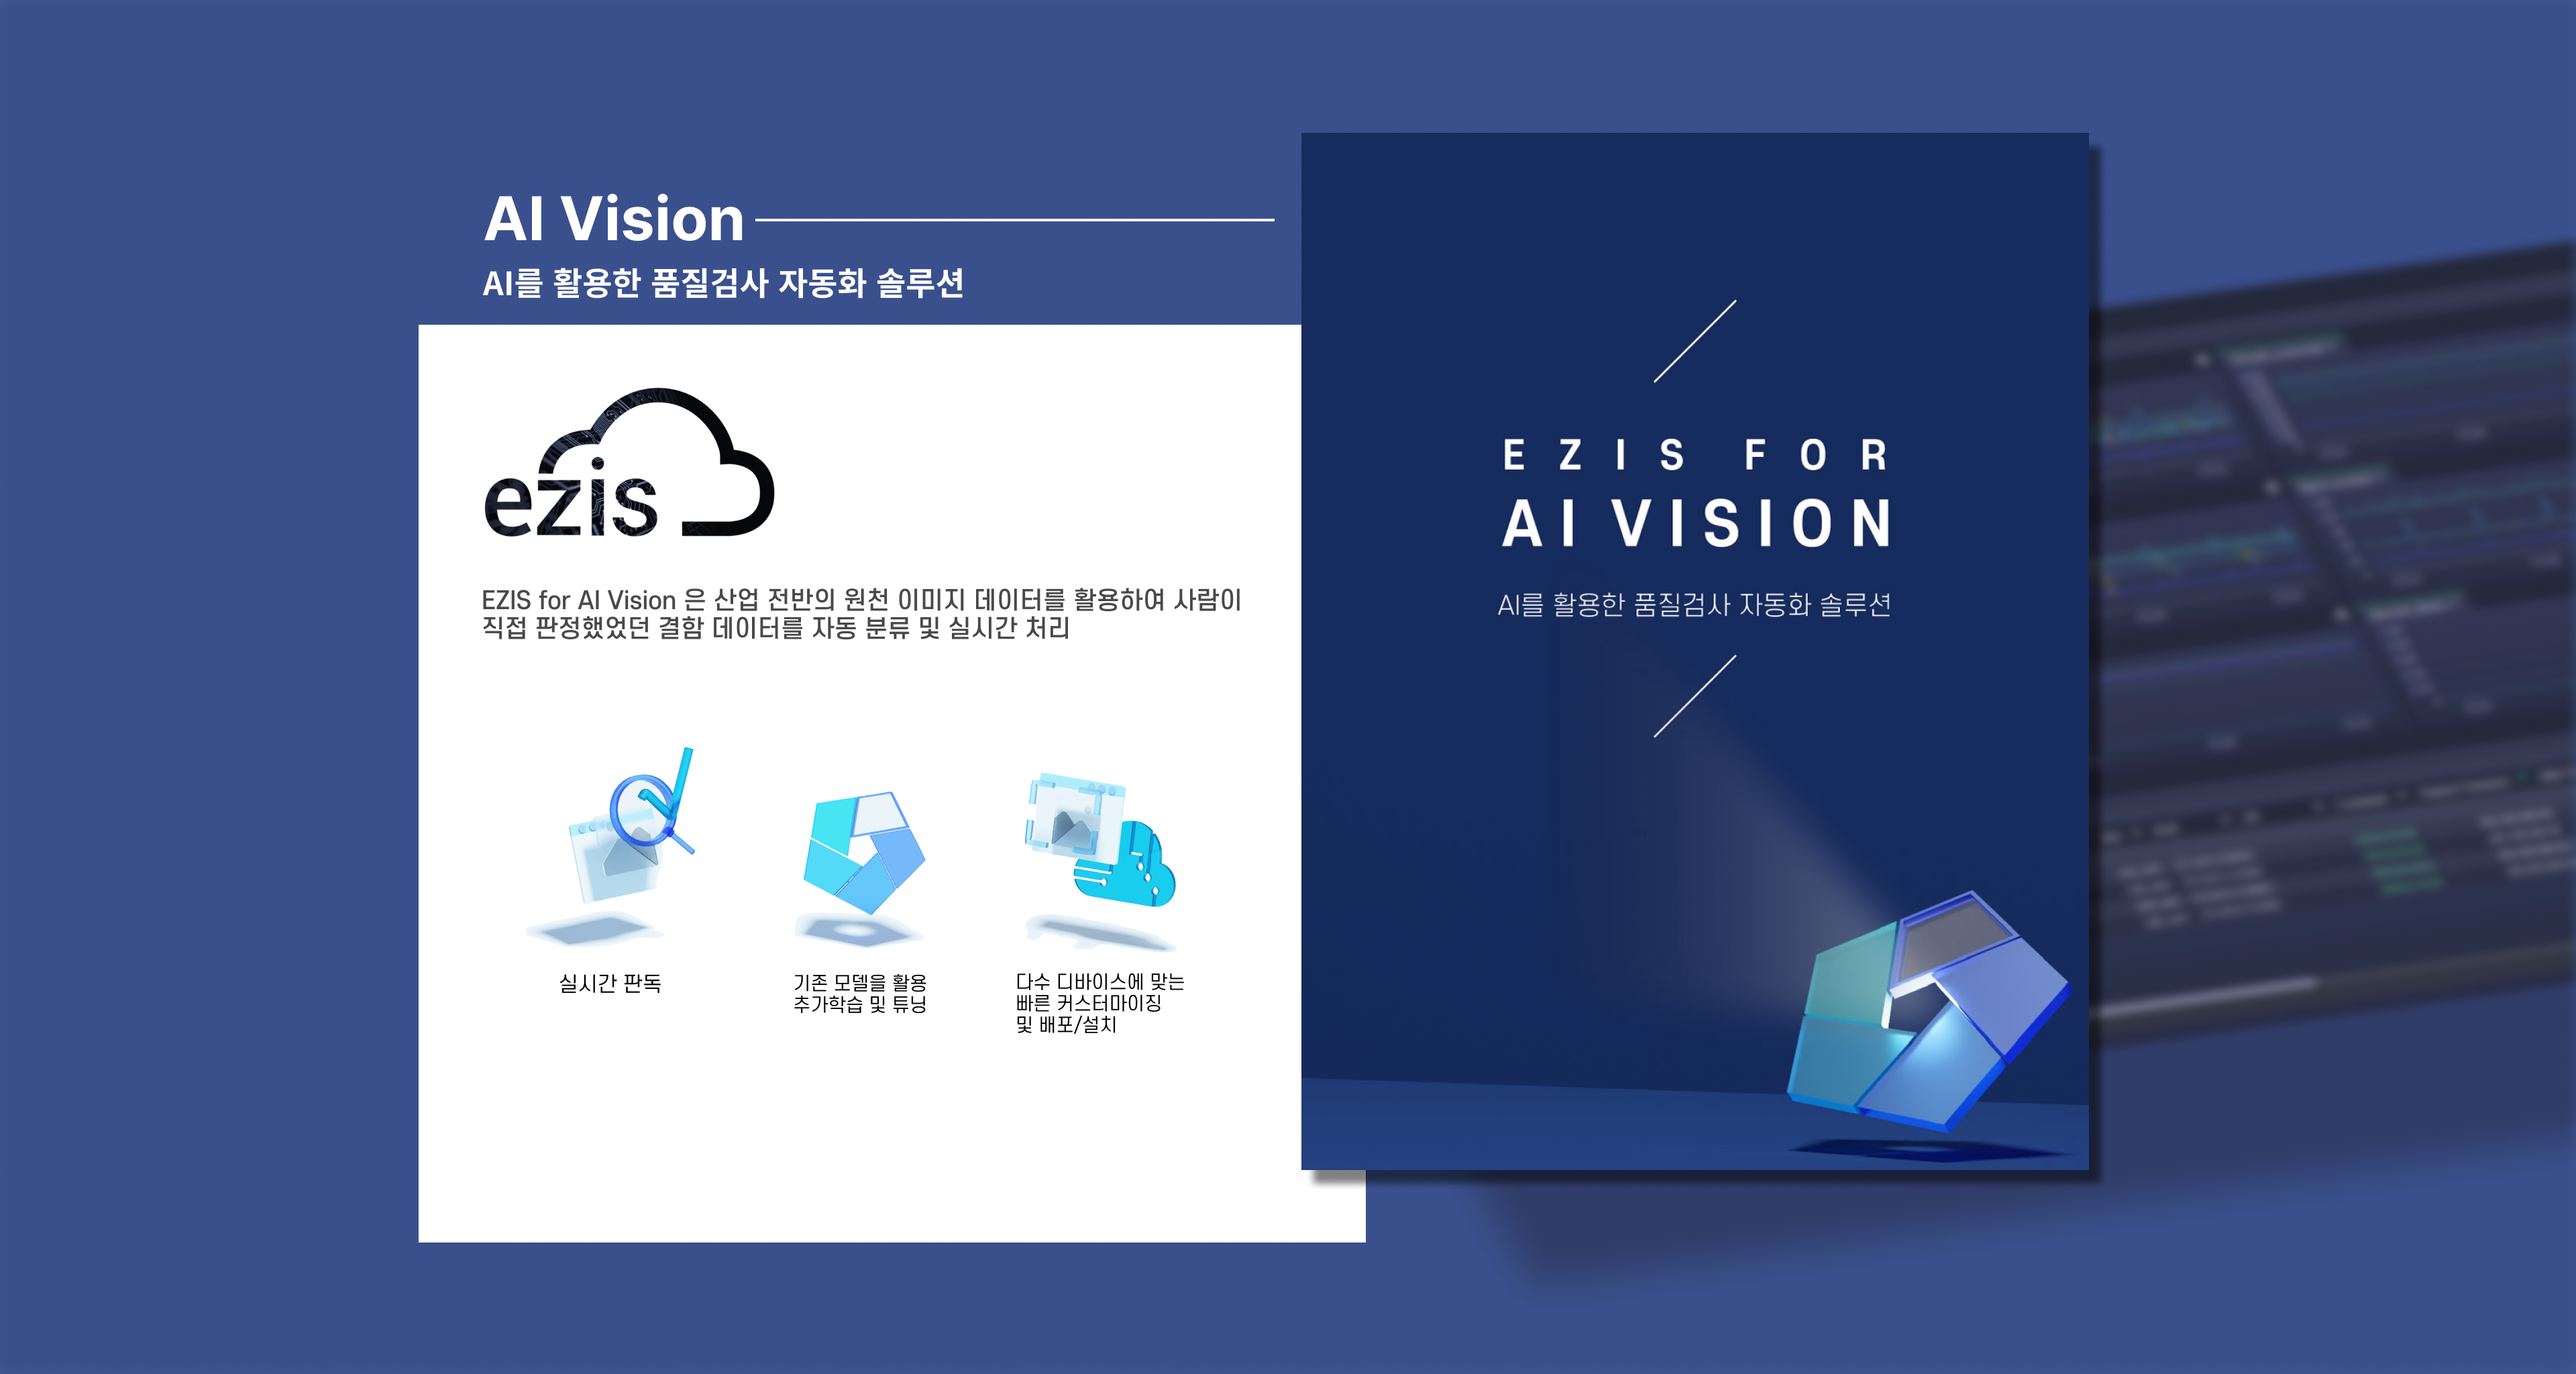 AI Vision
AI를 활용한 품질검사 자동화 솔루션
ezis
EZIS for AI Vision 은 산업 전반의 원천 이미지 데이터를 활용하여 사람이
직접 판정했었던 결함 데이터를 자동 분류 및 실시간 처리
실시간 판독
기존 모델을 활용
추가학습 및 튜닝
다수 디바이스에 맞는
빠른 커스터마이징
및 배포/설치
EZIS FOR
AI VISION
AI를 활용한 품질검사 자동화 솔루션